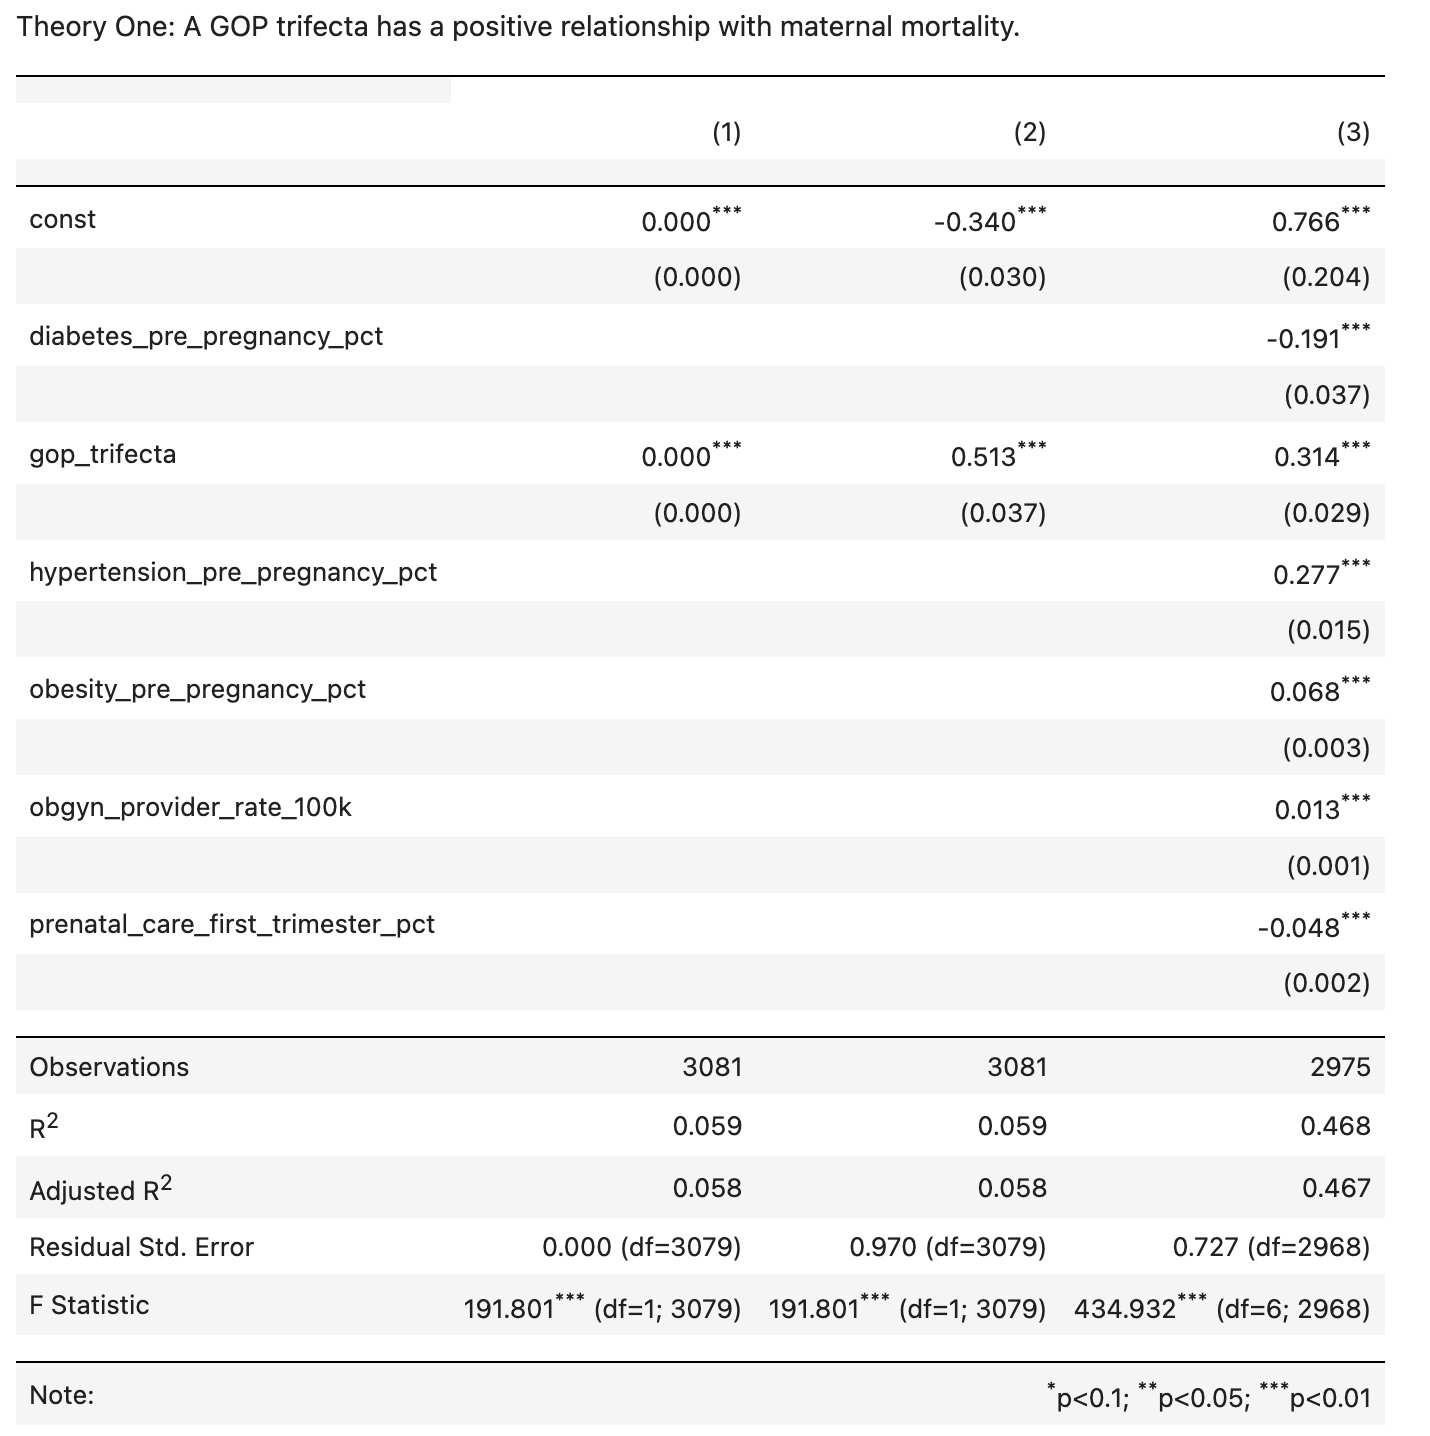 Theory One: A GOP trifecta has a positive relationship with maternal mortality.
(1) (2) (3)
const 0.000*** -0.340*** 0.766***
(0.000) (0.030) (0.204)
diabetes_pre_pregnancy_pct -0.191***
(0.037)
gop_trifecta 0.000*** 0.513*** 0.314***
(0.000) (0.037) (0.029)
hypertension_pre_pregnancy_pct 0.277***
(0.015)
obesity_pre_pregnancy_pct 0.068***
(0.003)
obgyn_provider_rate_100k 0.013***
(0.001)
prenatal_care_first_trimester_pct -0.048***
(0.002)
Observations 3081 3081 2975
R2 0.059 0.059 0.468
Adjusted R2 0.058 0.058 0.467
Residual Std. Error 0.000 (df=3079) 0.970 (df=3079) 0.727 (df=2968)
F Statistic 191.801*** (df=1; 3079) 191.801*** (df=1; 3079) 434.932*** (df=6; 2968)
Note: *p<0.1; **p<0.05; ***p<0.01